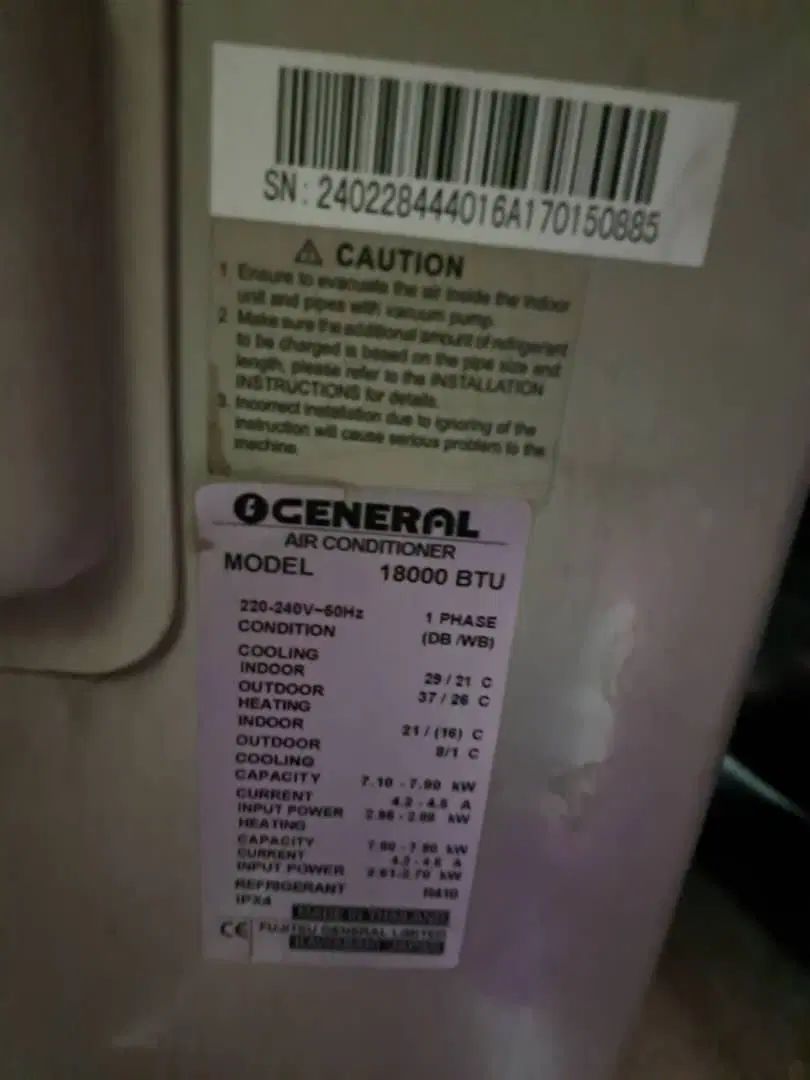 SN: 240228444016A170150885
⚠ CAUTION
1 Ensure to evacuate the air inside the indoor
unit and pipes with vacuum pump.
2 Make sure the additional amount of refrigerant
to be charged is based on the pipe size and
length, please refer to the INSTALLATION
INSTRUCTIONS for details.
3. Incorrect installation due to ignoring of the
instruction will cause serious problem to the
machine.
GENERAL
AIR CONDITIONER
MODEL 18000 BTU
220-240V~50Hz 1 PHASE
CONDITION (DB /WB)
COOLING
INDOOR 29 / 21 C
OUTDOOR 37 / 26 C
HEATING
INDOOR 21 / (16) C
OUTDOOR 8/1 C
COOLING
CAPACITY 7.10 - 7.90 kW
CURRENT 4.2 - 4.5 A
INPUT POWER kW
HEATING
CAPACITY kW
CURRENT A
INPUT POWER kW
REFRIGERANT R410
IPX4
MADE IN THAILAND
CE FUJITSU GENERAL LIMITED
KAWASAKI JAPAN